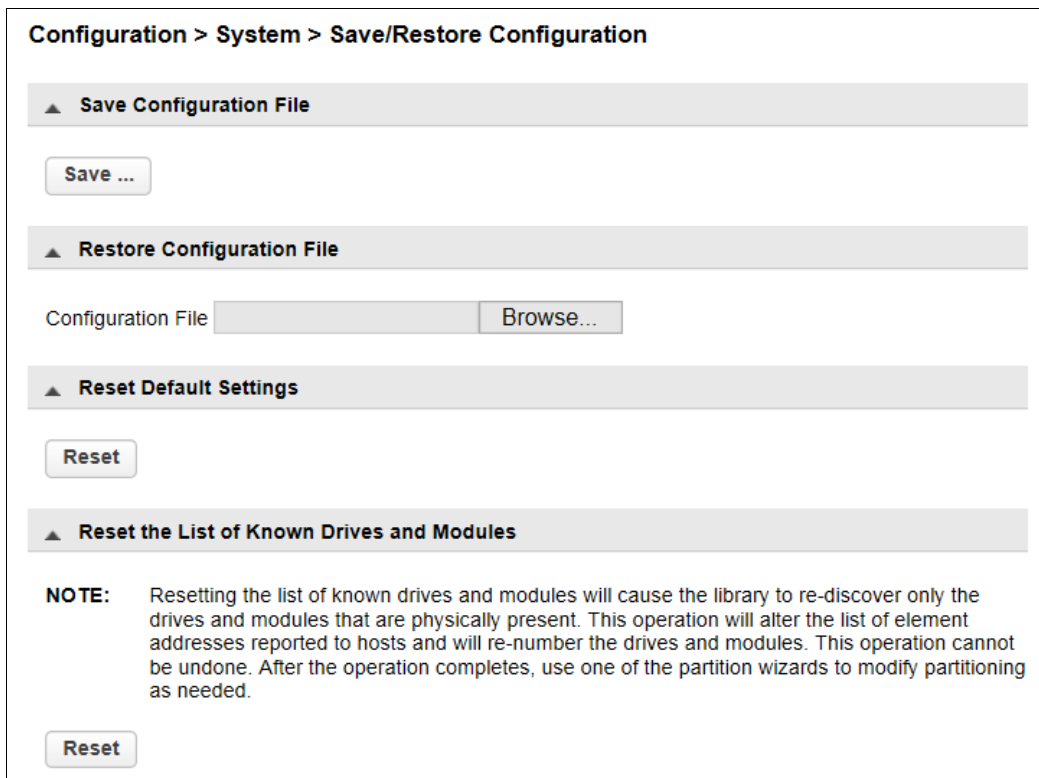 Configuration > System > Save/Restore Configuration
Save Configuration File
Save ...
Restore Configuration File
Configuration File Browse...
Reset Default Settings
Reset
Reset the List of Known Drives and Modules
NOTE: Resetting the list of known drives and modules will cause the library to re-discover only the
drives and modules that are physically present. This operation will alter the list of element
addresses reported to hosts and will re-number the drives and modules. This operation cannot
be undone. After the operation completes, use one of the partition wizards to modify partitioning
as needed.
Reset